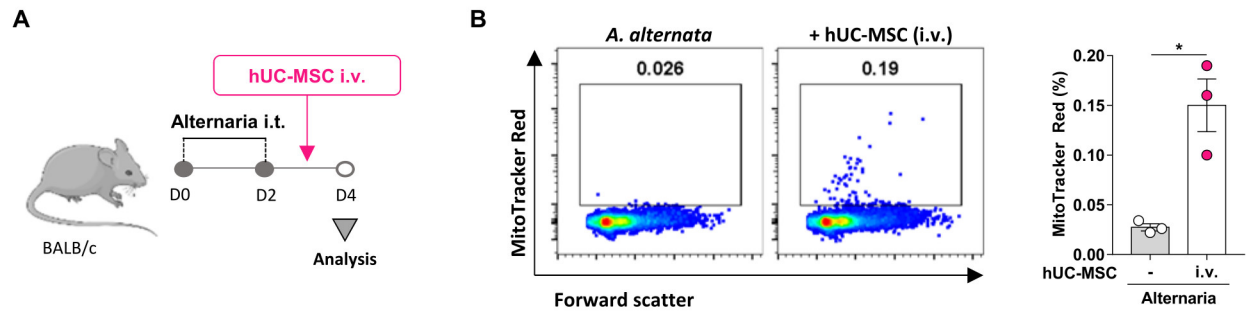 A
hUC-MSC i.v.
Alternaria i.t.
D0 D2 D4
BALB/c
Analysis
B
A. alternata + hUC-MSC (i.v.)
0.026 0.19
MitoTracker Red
Forward scatter
*
MitoTracker Red (%)
0.20
0.15
0.10
0.05
0.00
hUC-MSC - i.v.
Alternaria